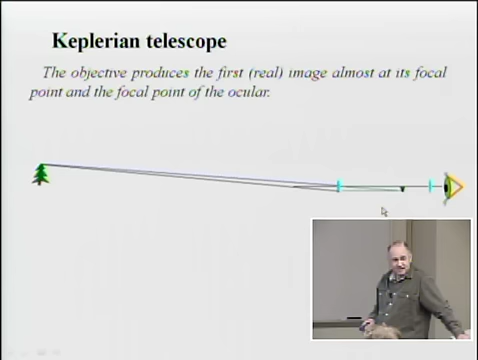 Keplerian telescope
The objective produces the first (real) image almost at its focal
point and the focal point of the ocular.